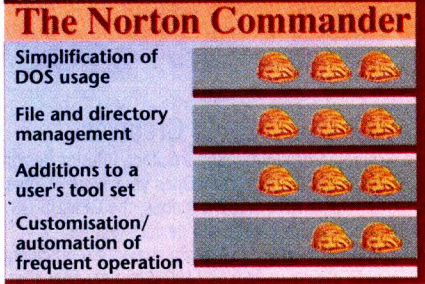 The Norton Commander
Simplification of
DOS usage
File and directory
management
Additions to a
user's tool set
Customisation/
automation of
frequent operation